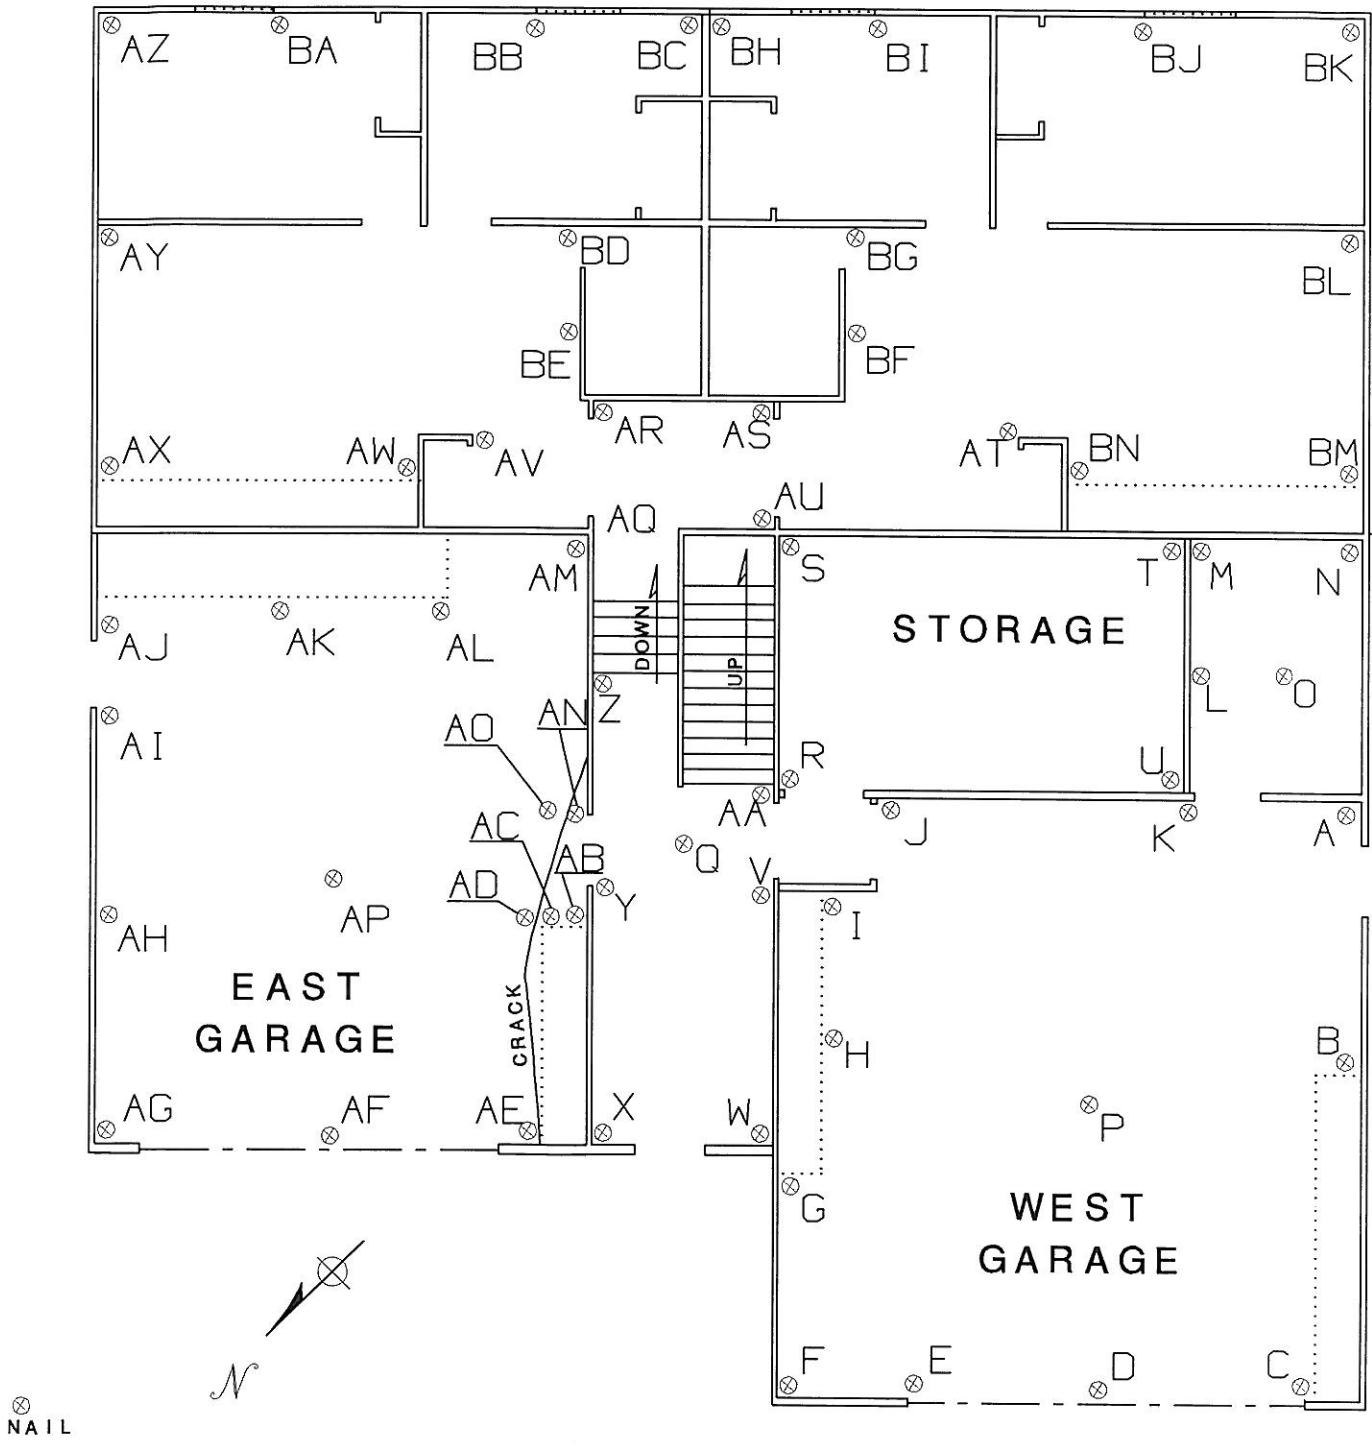 AZ BA BB BC BH BI BJ BK
AY BD BG BL
BE BF
AR AS
AX AW AV AT BN BM
AQ AU
AM S T M N
DOWN UP STORAGE
AJ AK AL
AN Z L O
AI AO R U
AA J K A
AC AB Q V
AD Y I
AH AP
EAST
GARAGE
CRACK
H B
AG AF AE X W P
G WEST
GARAGE
F E D C
N
NAIL